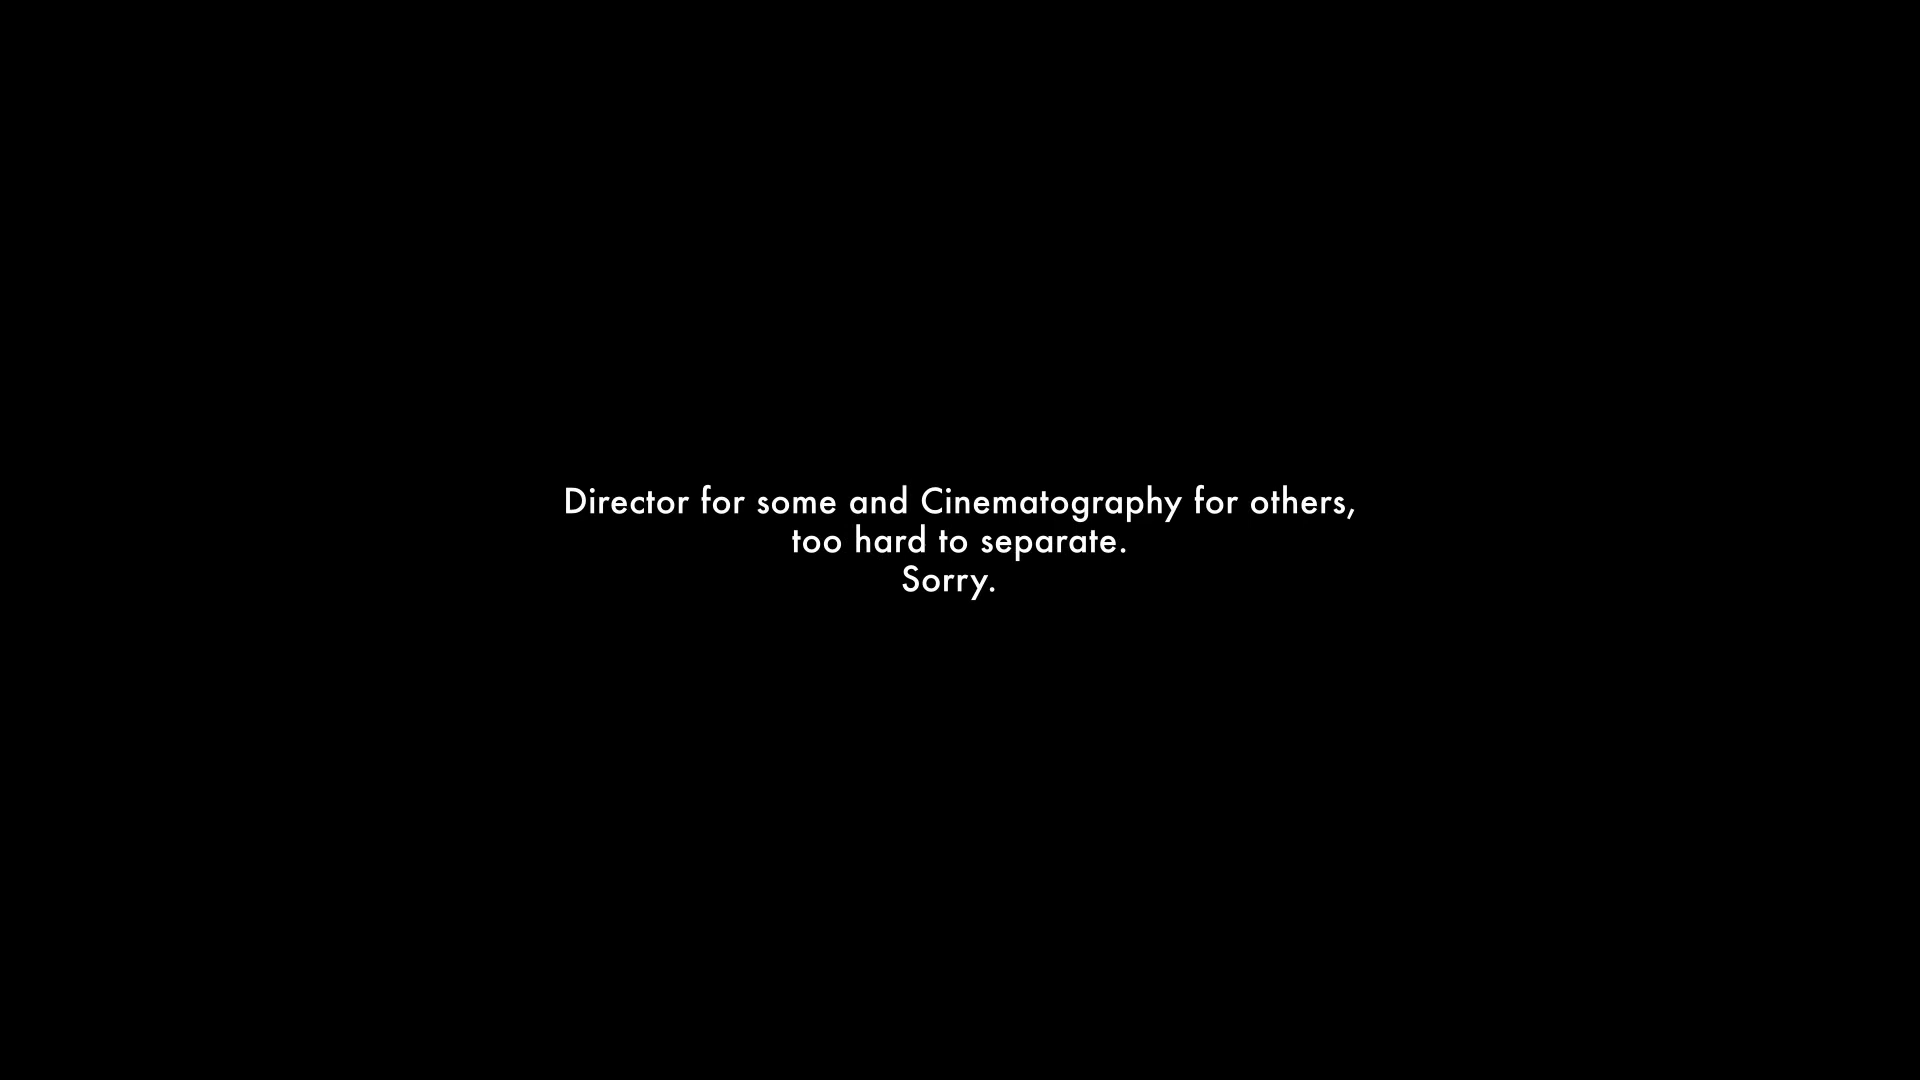 Director for some and Cinematography for others,
too hard to separate.
Sorry.